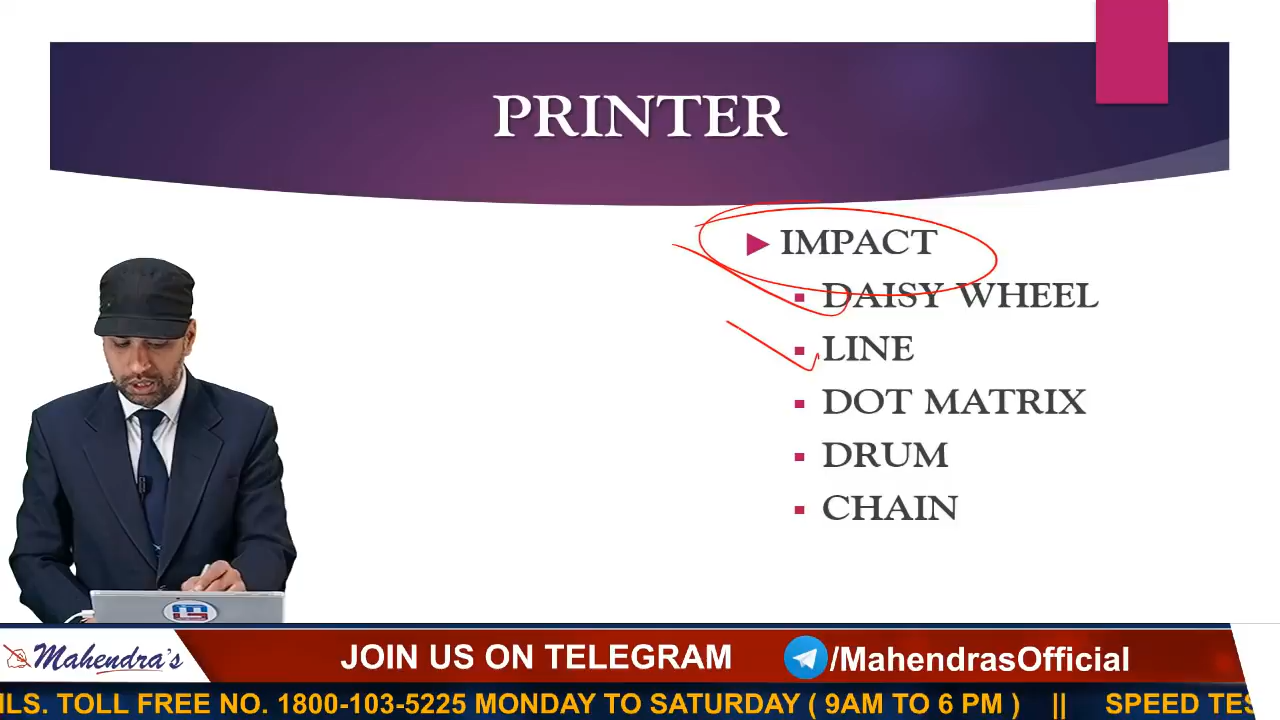 PRINTER
IMPACT
DAISY WHEEL
LINE
DOT MATRIX
DRUM
CHAIN
Mahendra's
JOIN US ON TELEGRAM /MahendrasOfficial
ILS. TOLL FREE NO. 1800-103-5225 MONDAY TO SATURDAY ( 9AM TO 6 PM ) || SPEED TES